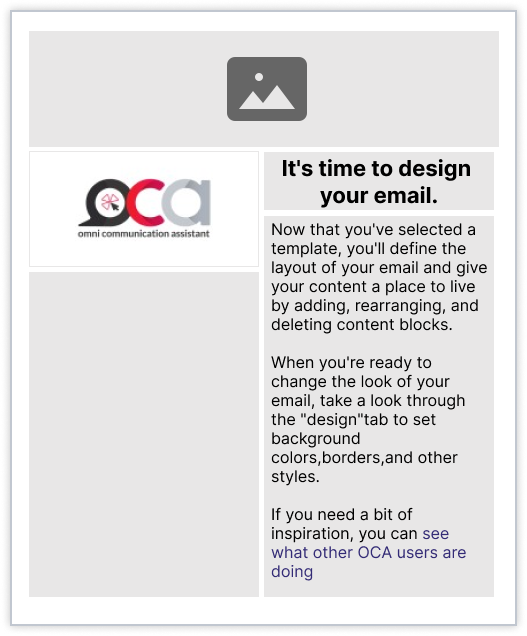 oca
omni communication assistant
It's time to design
your email.
Now that you've selected a
template, you'll define the
layout of your email and give
your content a place to live
by adding, rearranging, and
deleting content blocks.
When you're ready to
change the look of your
email, take a look through
the "design"tab to set
background
colors,borders,and other
styles.
If you need a bit of
inspiration, you can see
what other OCA users are
doing